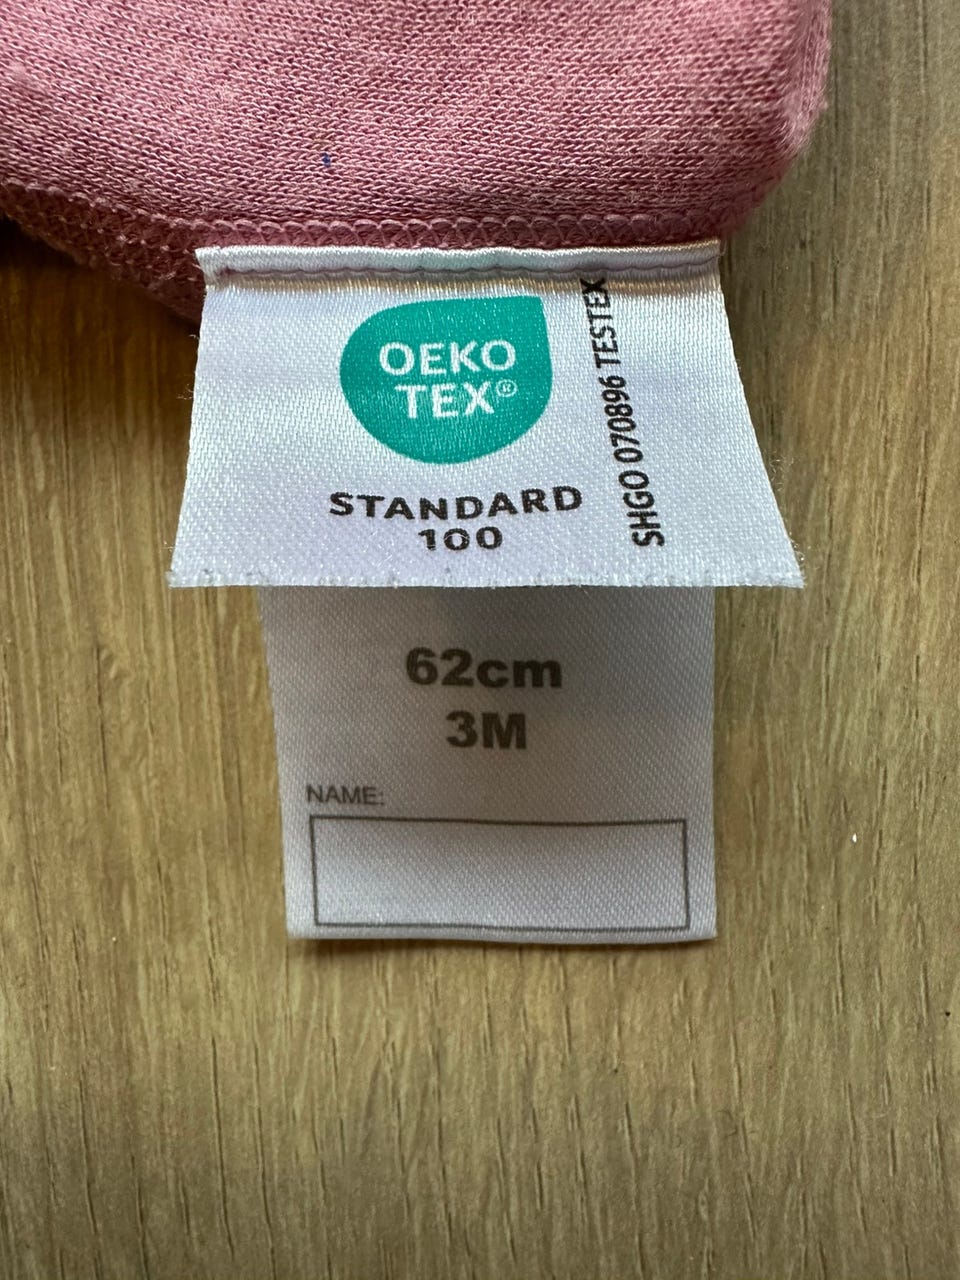 OEKO
TEX®
STANDARD
100
SHGO 070896 TESTEX
62cm
3M
NAME: